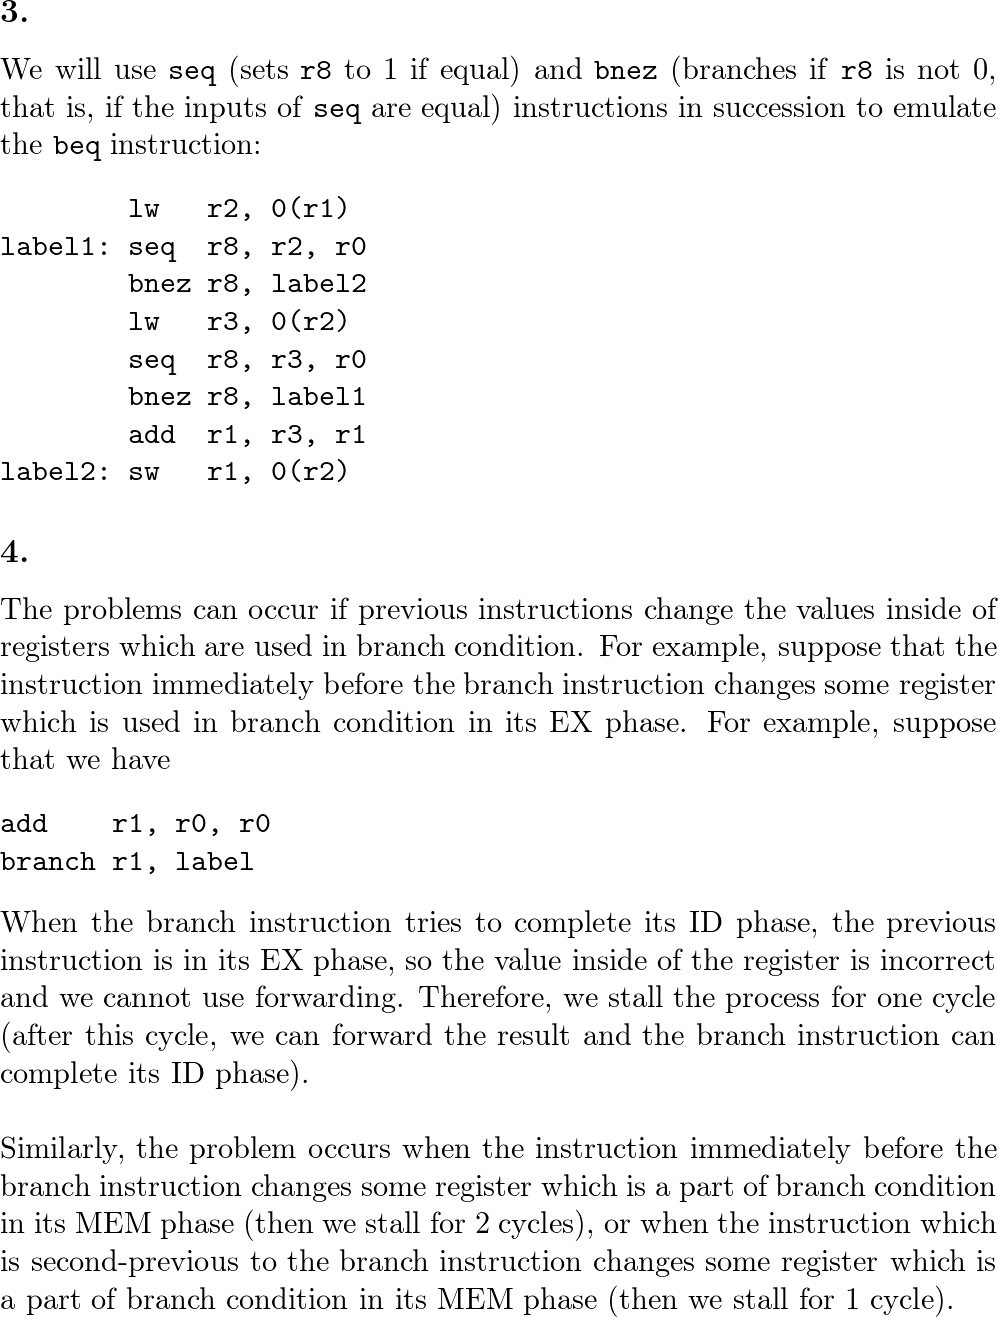 3.
We will use seq (sets r8 to 1 if equal) and bnez (branches if r8 is not 0,
that is, if the inputs of seq are equal) instructions in succession to emulate
the beq instruction:
        lw   r2, 0(r1)
label1: seq  r8, r2, r0
        bnez r8, label2
        lw   r3, 0(r2)
        seq  r8, r3, r0
        bnez r8, label1
        add  r1, r3, r1
label2: sw   r1, 0(r2)
4.
The problems can occur if previous instructions change the values inside of
registers which are used in branch condition. For example, suppose that the
instruction immediately before the branch instruction changes some register
which is used in branch condition in its EX phase. For example, suppose
that we have
add    r1, r0, r0
branch r1, label
When the branch instruction tries to complete its ID phase, the previous
instruction is in its EX phase, so the value inside of the register is incorrect
and we cannot use forwarding. Therefore, we stall the process for one cycle
(after this cycle, we can forward the result and the branch instruction can
complete its ID phase).
Similarly, the problem occurs when the instruction immediately before the
branch instruction changes some register which is a part of branch condition
in its MEM phase (then we stall for 2 cycles), or when the instruction which
is second-previous to the branch instruction changes some register which is
a part of branch condition in its MEM phase (then we stall for 1 cycle).